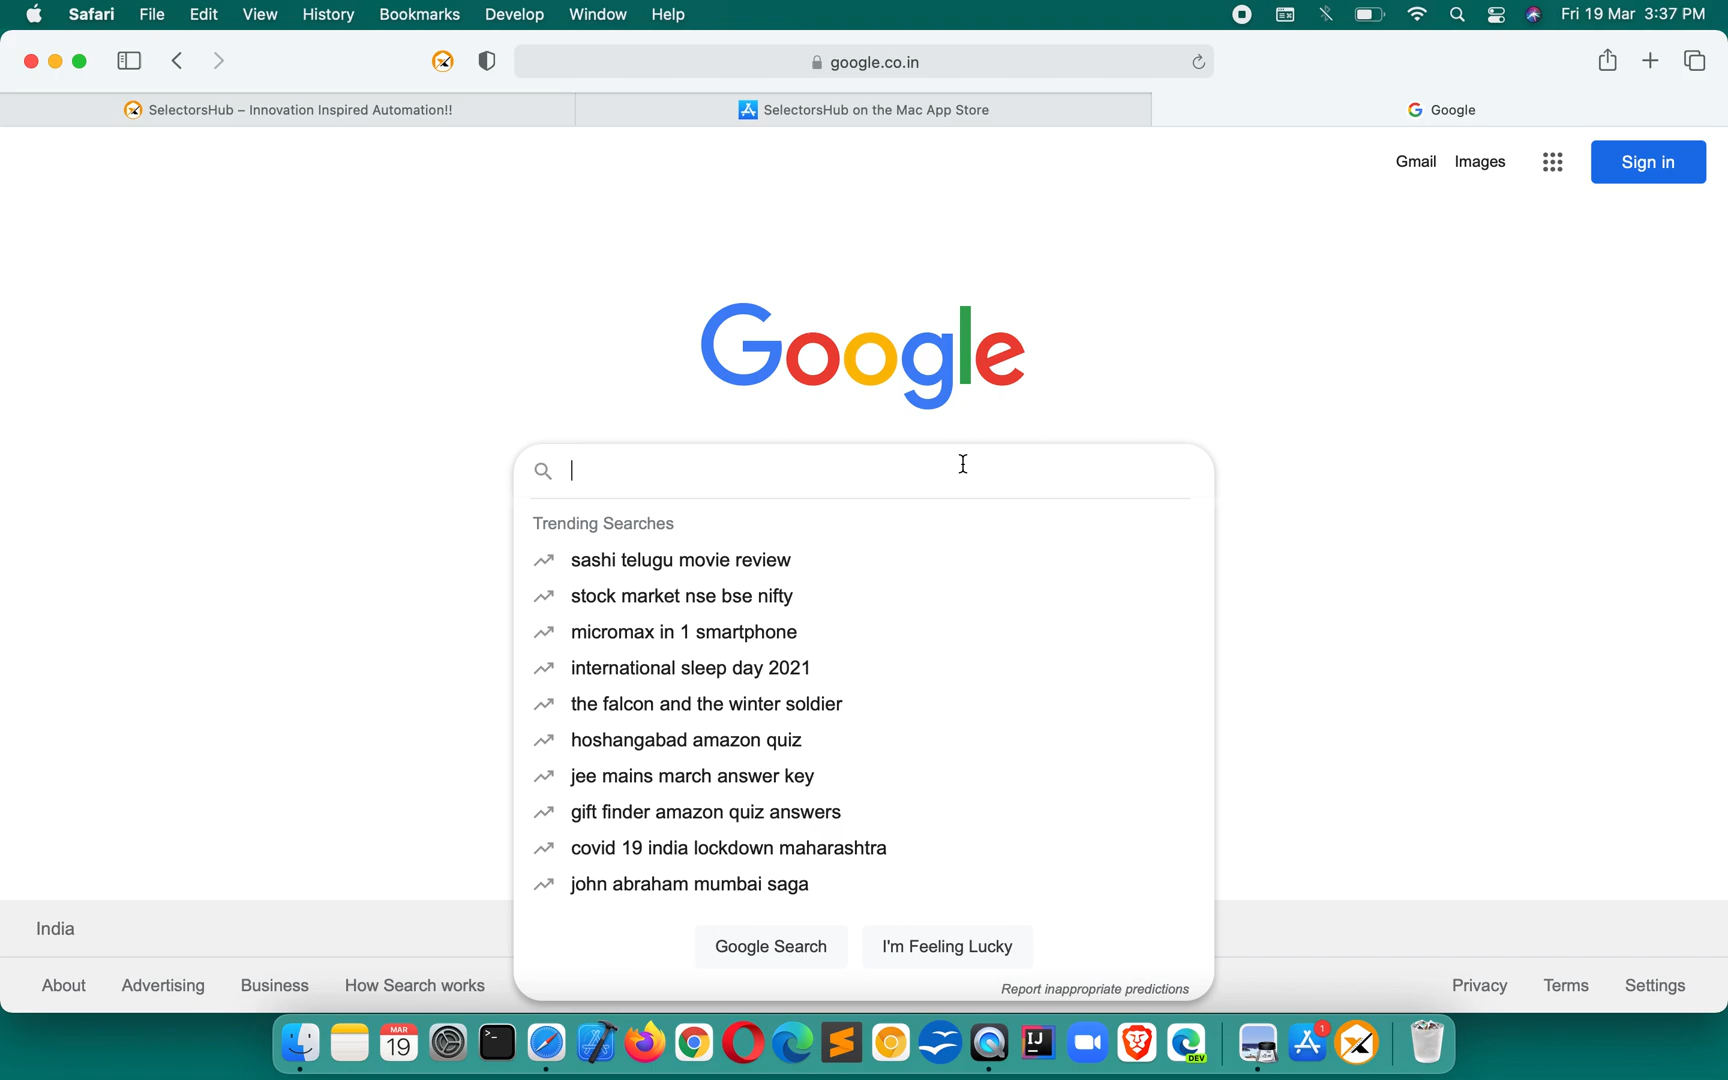 Safari File Edit View History Bookmarks Develop Window Help Fri 19 Mar 3:37 PM
google.co.in
SelectorsHub – Innovation Inspired Automation!! SelectorsHub on the Mac App Store Google
Gmail Images Sign in
Google
Trending Searches
sashi telugu movie review
stock market nse bse nifty
micromax in 1 smartphone
international sleep day 2021
the falcon and the winter soldier
hoshangabad amazon quiz
jee mains march answer key
gift finder amazon quiz answers
covid 19 india lockdown maharashtra
john abraham mumbai saga
India
Google Search I'm Feeling Lucky
About Advertising Business How Search works Report inappropriate predictions Privacy Terms Settings
MAR
19
IJ
DEV
1